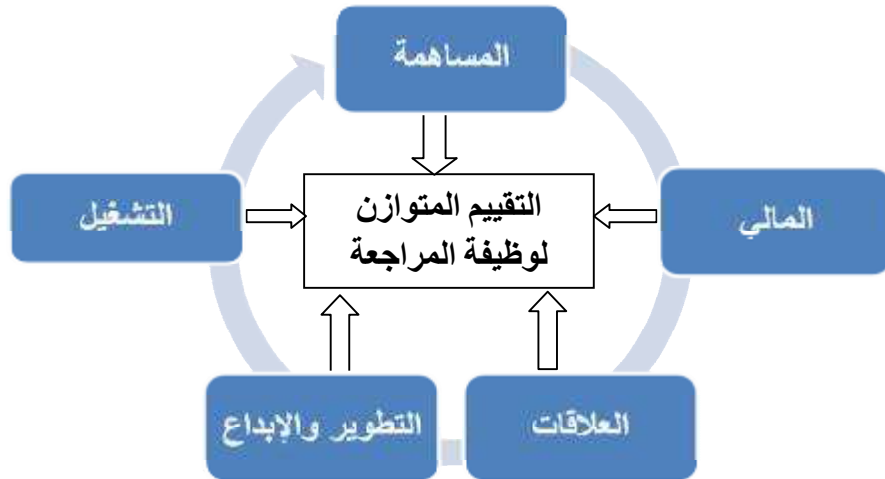 المساهمة
المالي
التقييم المتوازن
لوظيفة المراجعة
التشغيل
العلاقات
التطوير والإبداع